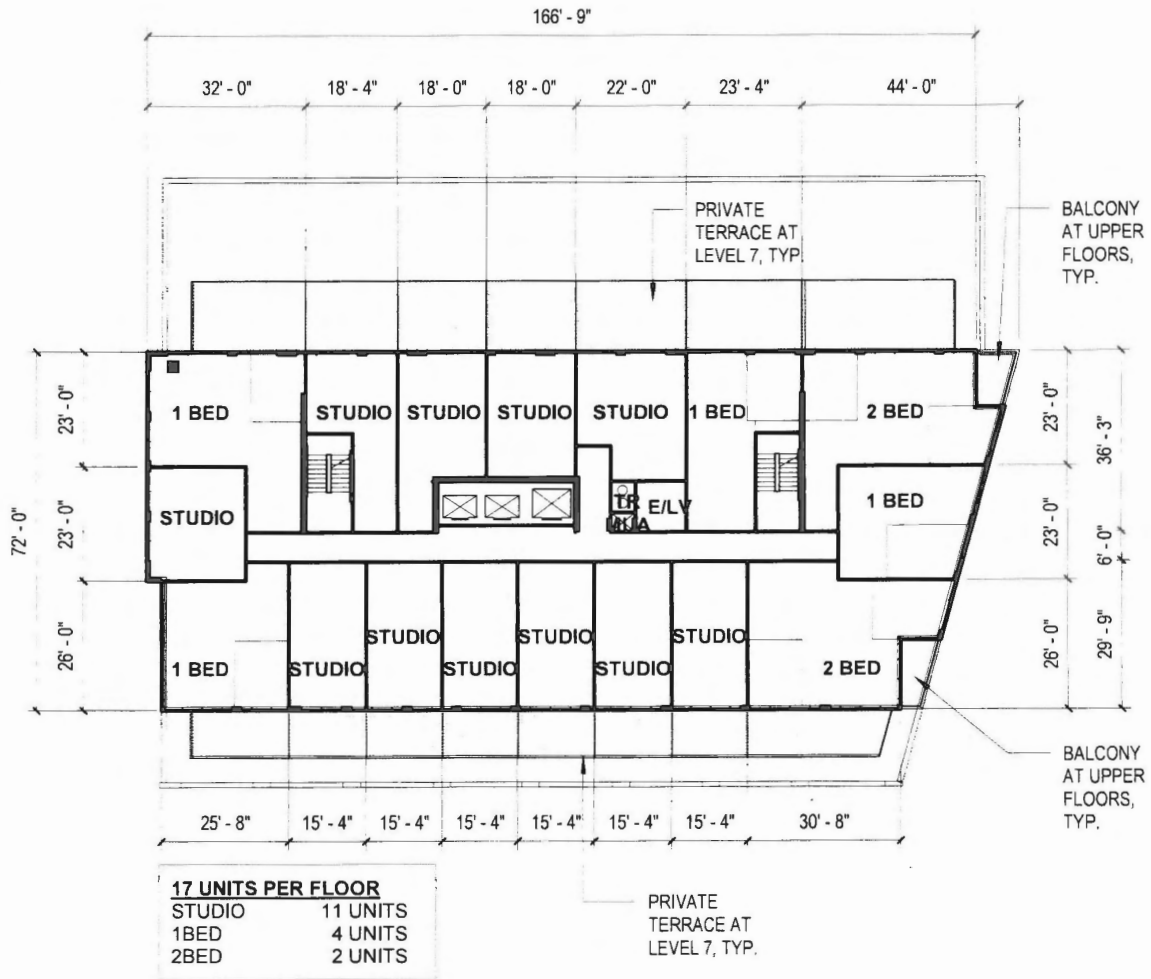 166' - 9"
32' - 0"
18' - 4"
18' - 0"
18' - 0"
22' - 0"
23' - 4"
44' - 0"
PRIVATE
TERRACE AT
LEVEL 7, TYP.
BALCONY
AT UPPER
FLOORS,
TYP.
72' - 0"
23' - 0"
23' - 0"
26' - 0"
1 BED
STUDIO
STUDIO
STUDIO
STUDIO
1 BED
2 BED
STUDIO
TR
E/LV
1 BED
23' - 0"
23' - 0"
26' - 0"
36' - 3"
6' - 0"
29' - 9"
1 BED
STUDIO
STUDIO
STUDIO
STUDIO
STUDIO
STUDIO
2 BED
BALCONY
AT UPPER
FLOORS,
TYP.
25' - 8"
15' - 4"
15' - 4"
15' - 4"
15' - 4"
15' - 4"
15' - 4"
30' - 8"
PRIVATE
TERRACE AT
LEVEL 7, TYP.
17 UNITS PER FLOOR
STUDIO 11 UNITS
1BED 4 UNITS
2BED 2 UNITS